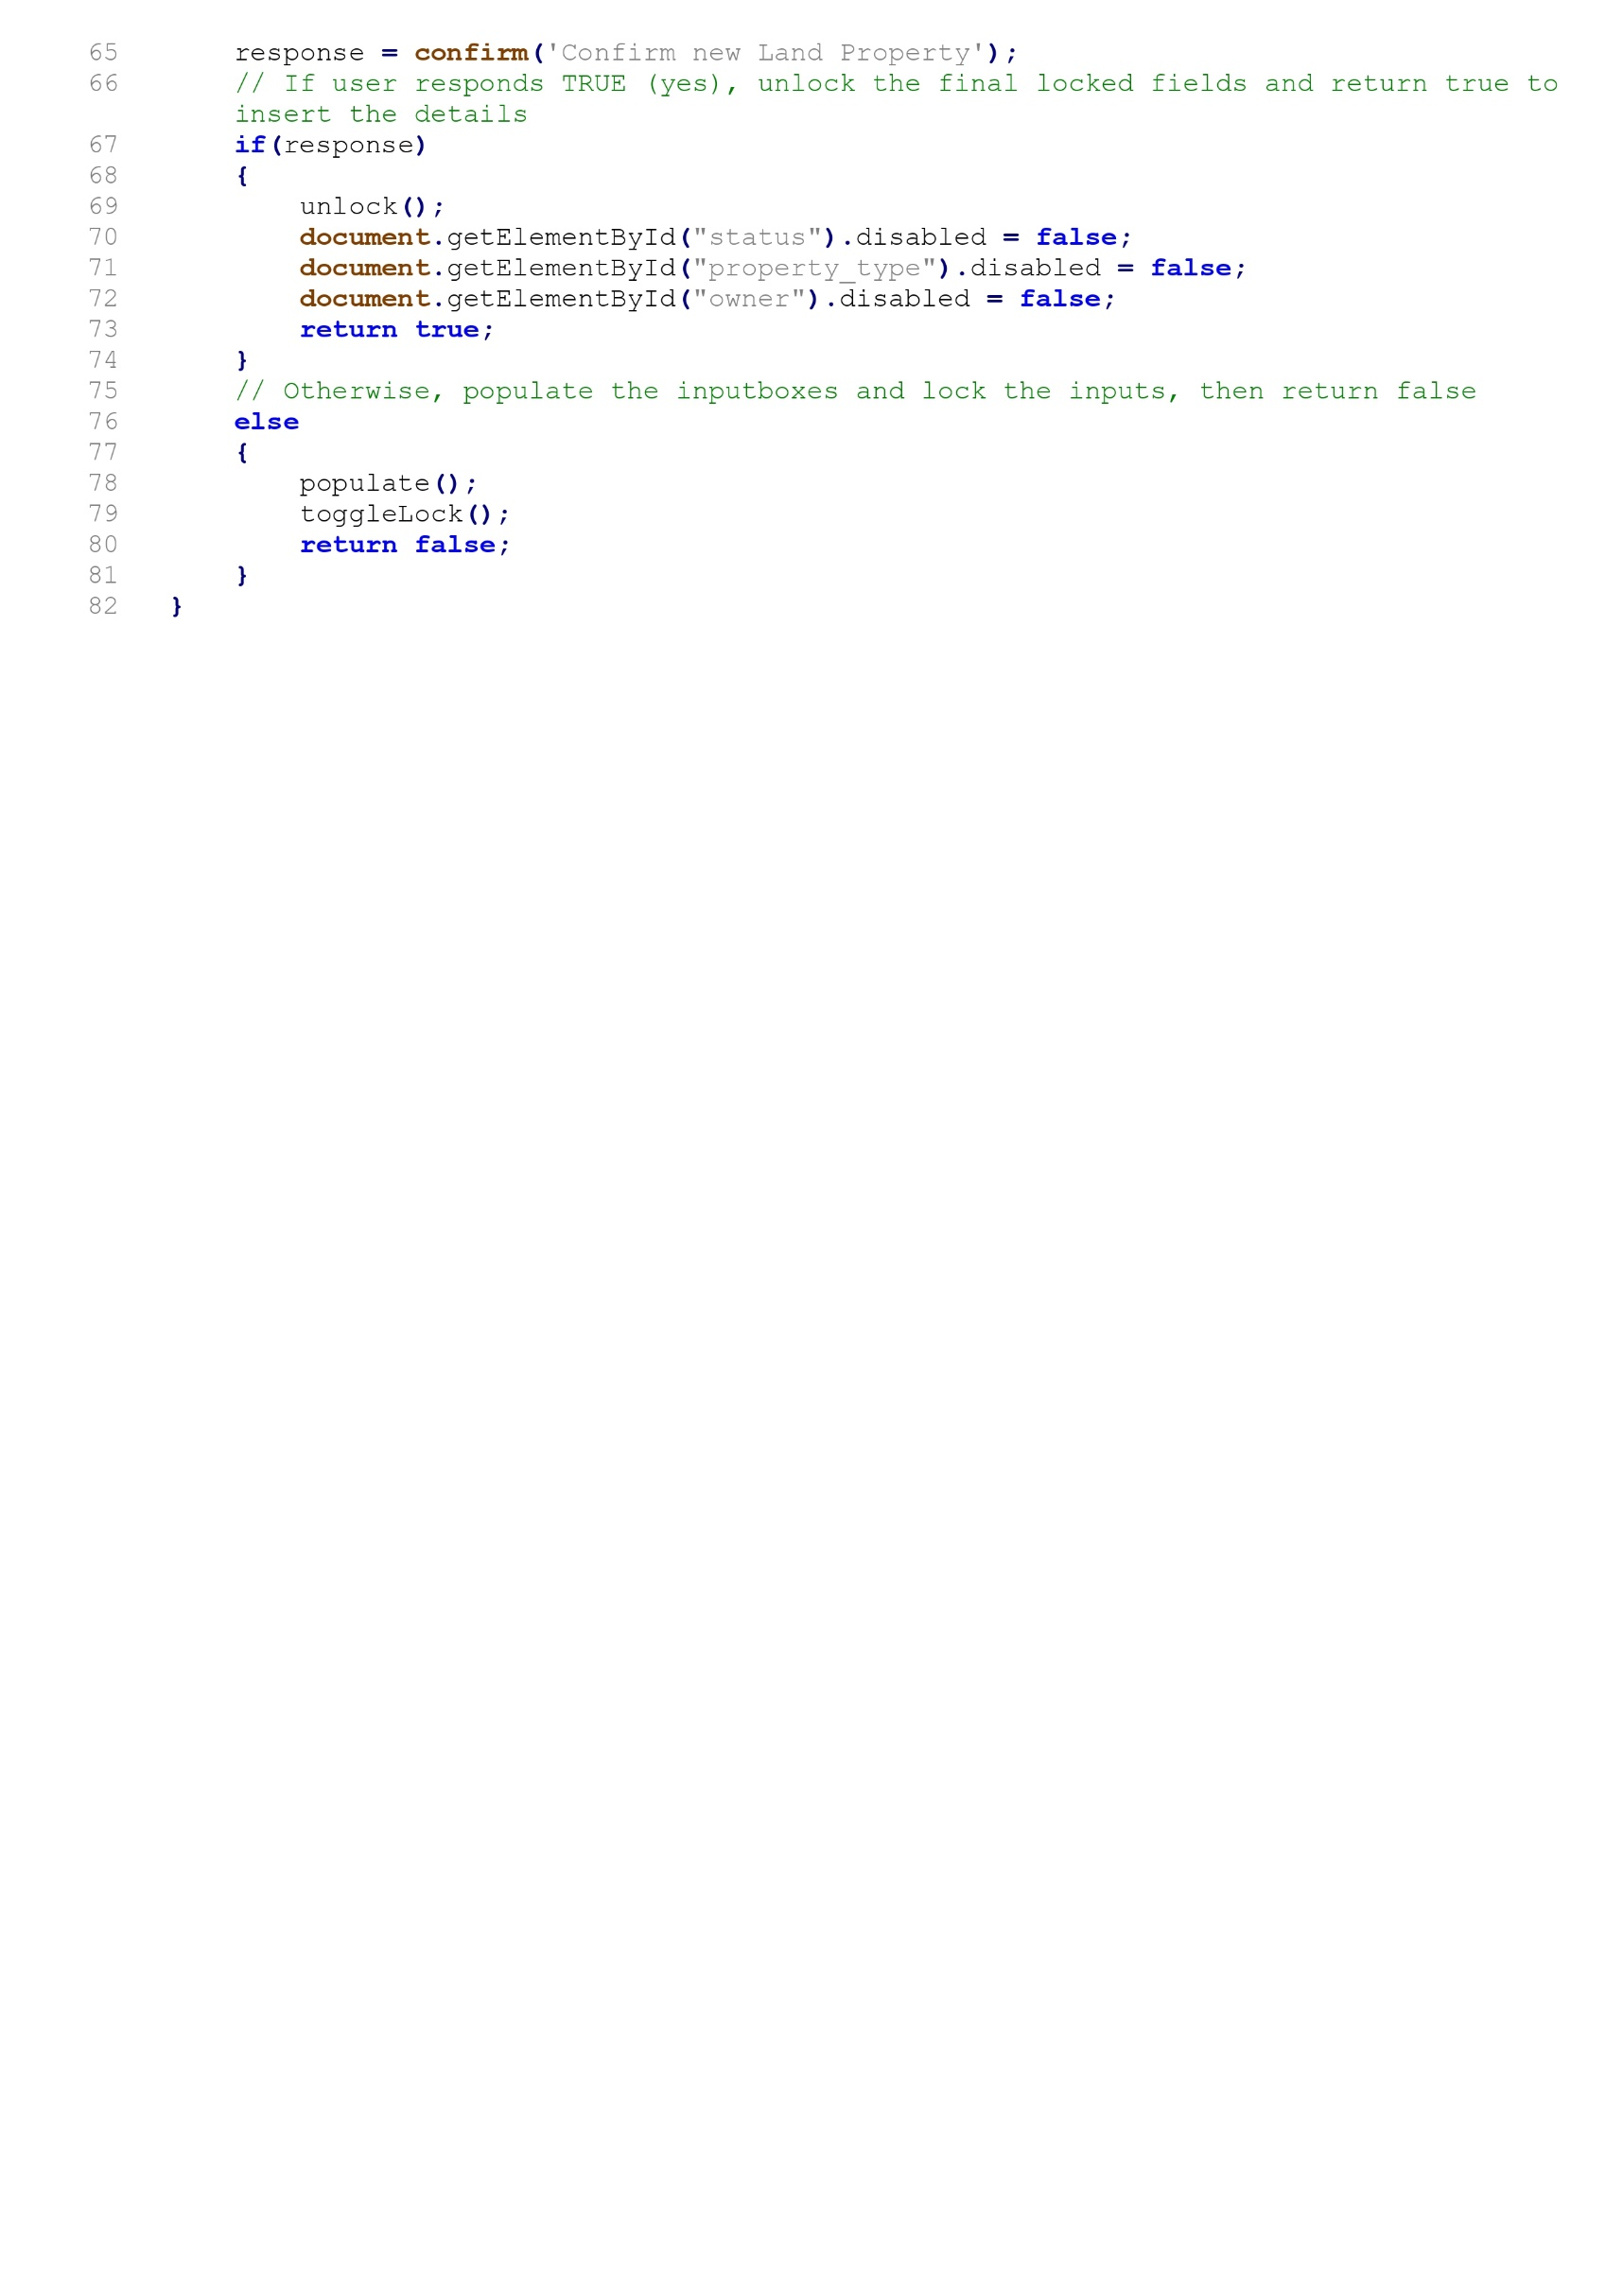 65 response = confirm('Confirm new Land Property');
66 // If user responds TRUE (yes), unlock the final locked fields and return true to
insert the details
67 if(response)
68 {
69 unlock();
70 document.getElementById("status").disabled = false;
71 document.getElementById("property_type").disabled = false;
72 document.getElementById("owner").disabled = false;
73 return true;
74 }
75 // Otherwise, populate the inputboxes and lock the inputs, then return false
76 else
77 {
78 populate();
79 toggleLock();
80 return false;
81 }
82 }